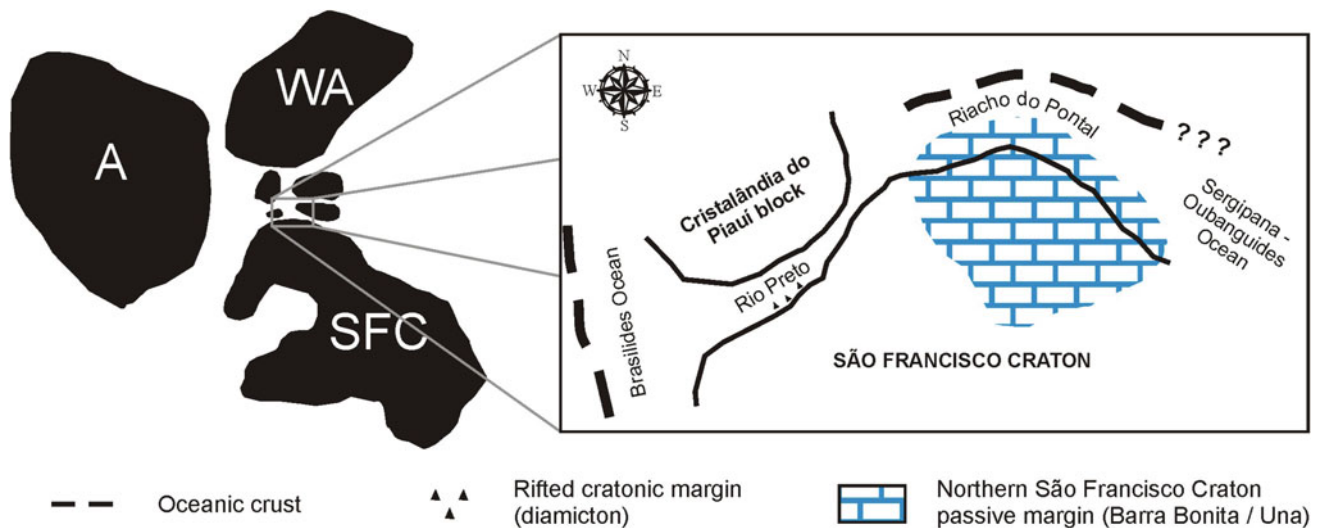 A
WA
SFC
N
W
E
S
Cristalândia do
Piauí block
Brasilides Ocean
Rio Preto
Riacho do Pontal
? ? ?
Sergipana -
Oubanguides
Ocean
SÃO FRANCISCO CRATON
Oceanic crust
Rifted cratonic margin
(diamicton)
Northern São Francisco Craton
passive margin (Barra Bonita / Una)